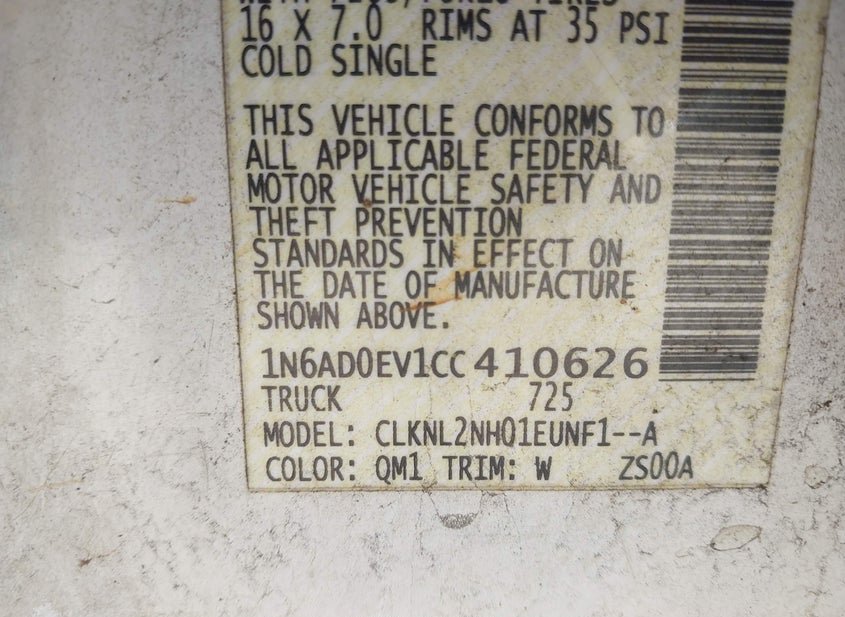 16 X 7.0 RIMS AT 35 PSI
COLD SINGLE
THIS VEHICLE CONFORMS TO
ALL APPLICABLE FEDERAL
MOTOR VEHICLE SAFETY AND
THEFT PREVENTION
STANDARDS IN EFFECT ON
THE DATE OF MANUFACTURE
SHOWN ABOVE.
1N6AD0EV1CC410626
TRUCK 725
MODEL: CLKNL2NHQ1EUNF1--A
COLOR: QM1 TRIM: W ZS00A